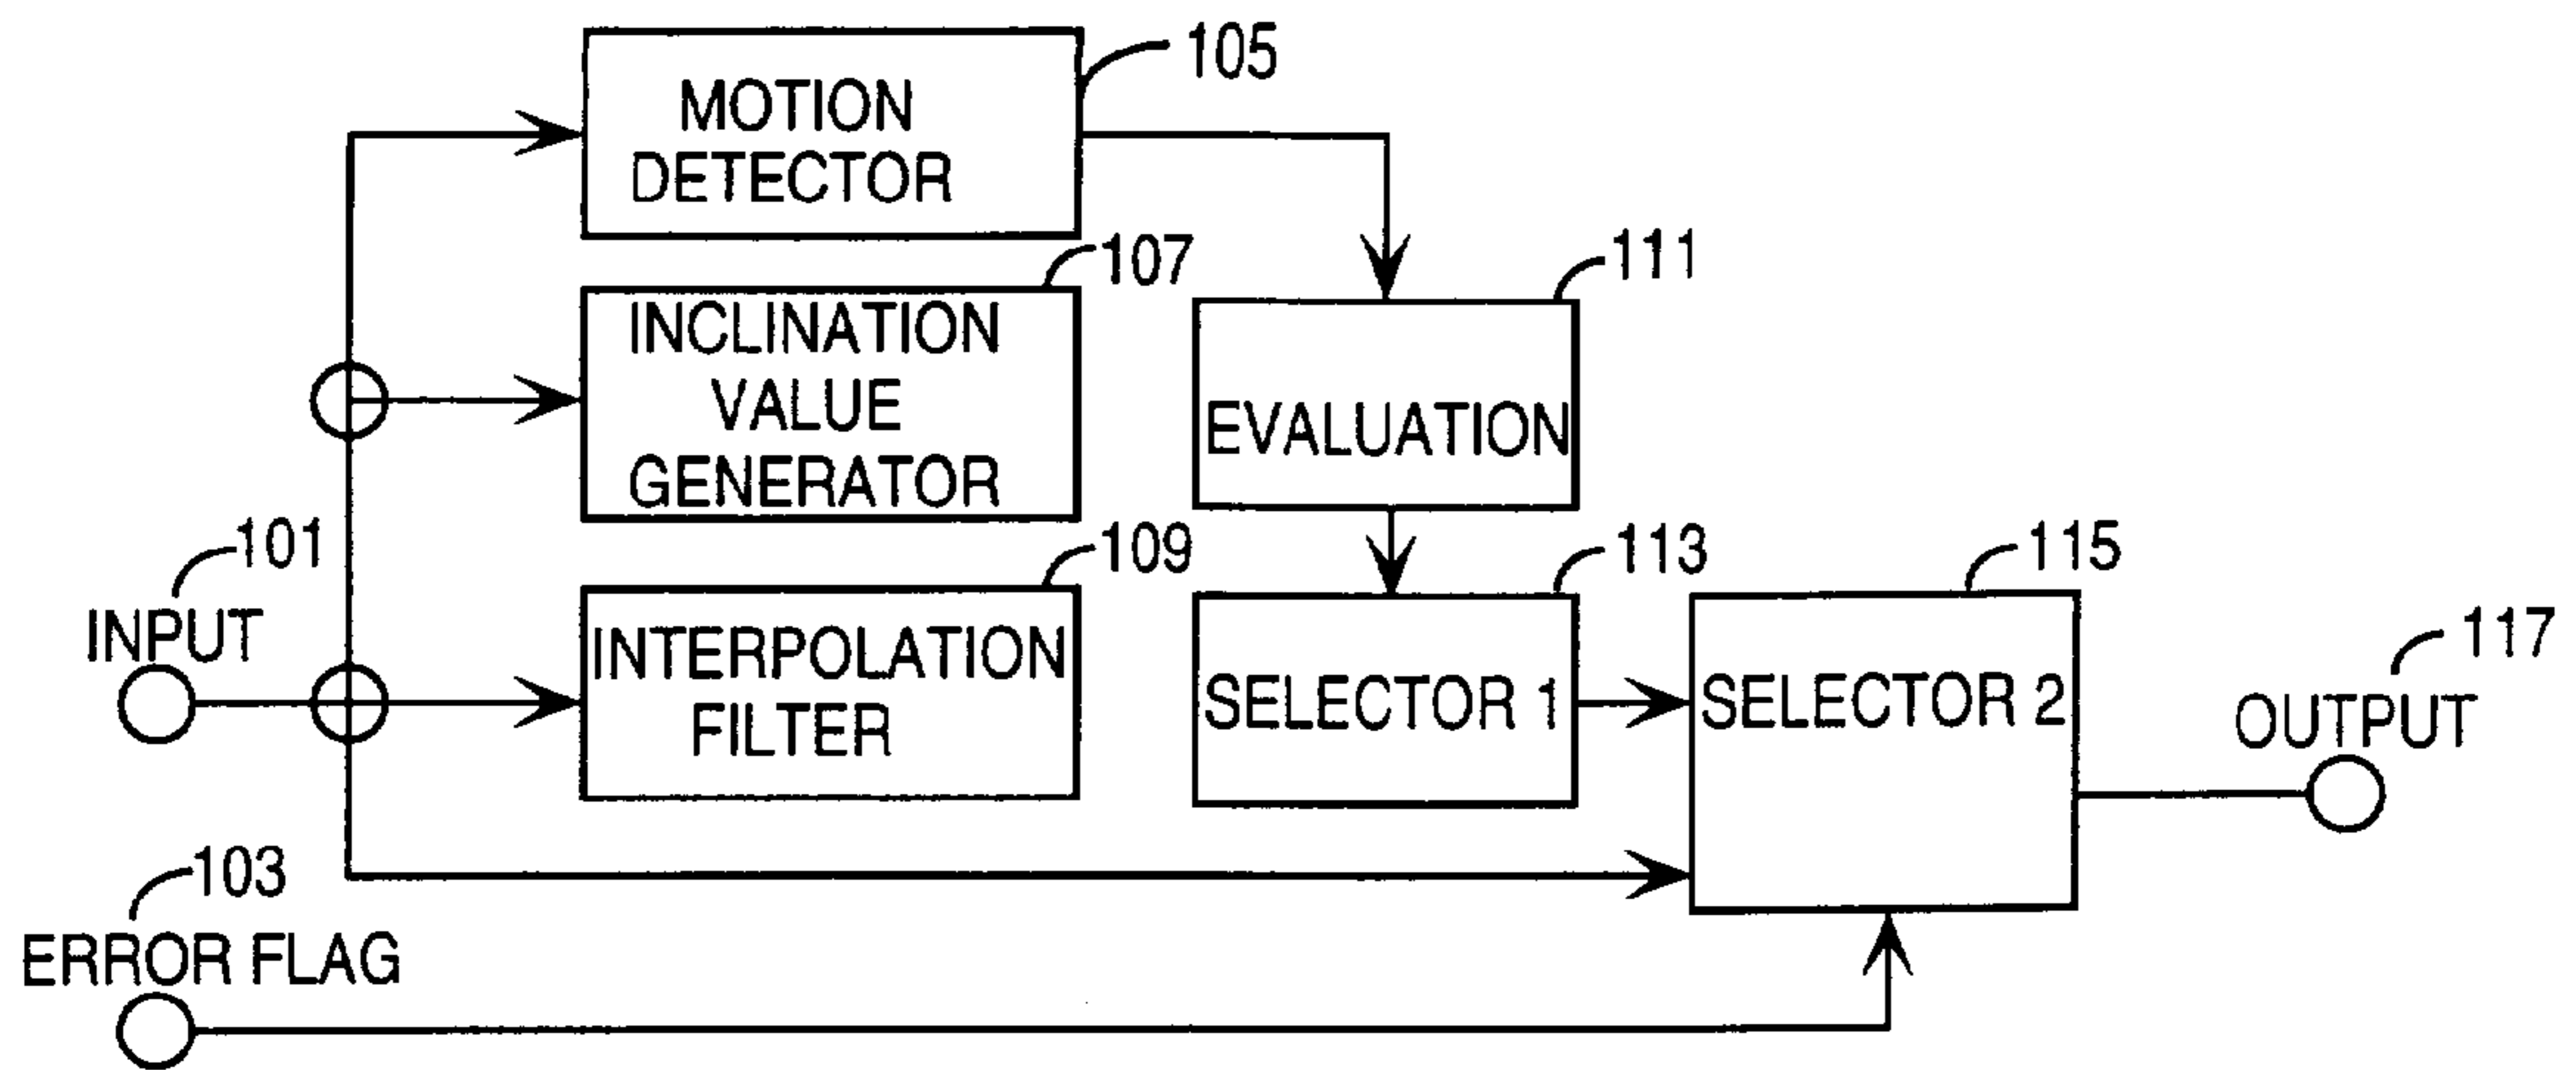 105
MOTION
DETECTOR
107
INCLINATION
VALUE
GENERATOR
111
EVALUATION
101
INPUT
109
INTERPOLATION
FILTER
113
SELECTOR 1
115
SELECTOR 2
117
OUTPUT
103
ERROR FLAG